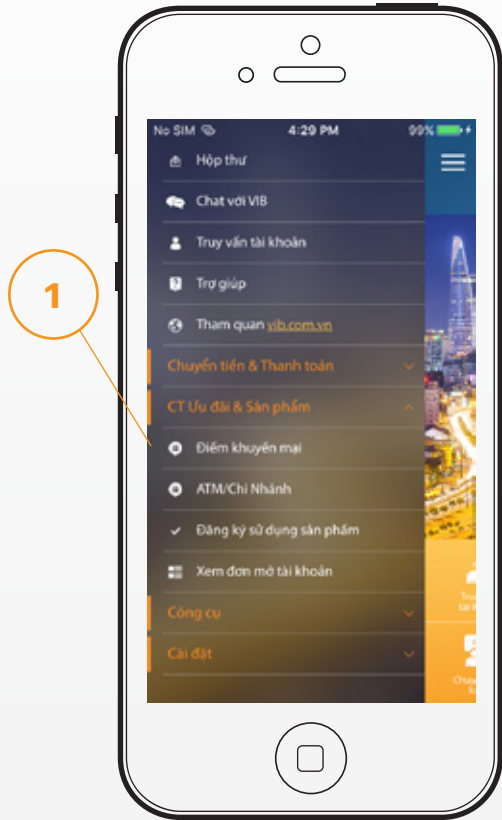 No SIM 4:29 PM 99%
Hộp thư
Chat với VIB
Truy vấn tài khoản
Trợ giúp
Tham quan vib.com.vn
1
Chuyển tiền & Thanh toán
CT Ưu đãi & Sản phẩm
Điểm khuyến mại
ATM/Chi Nhánh
Đăng ký sử dụng sản phẩm
Xem đơn mở tài khoản
Công cụ
Cài đặt